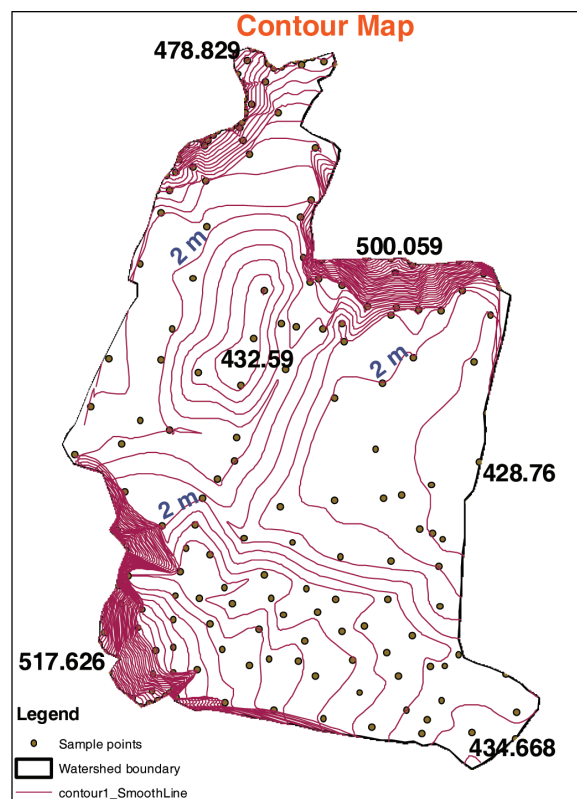 Contour Map
478.829
2 m
500.059
432.59
2 m
428.76
2 m
517.626
434.668
Legend
Sample points
Watershed boundary
contour1_SmoothLine